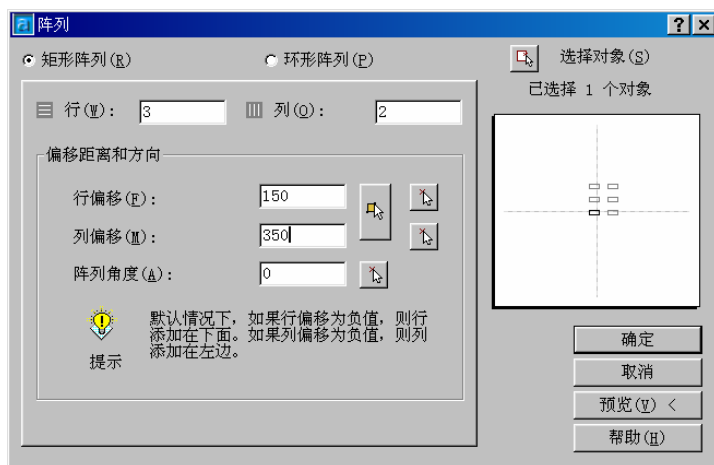 阵列
矩形阵列(R)
环形阵列(P)
选择对象(S)
已选择 1 个对象
行(W): 3
列(O): 2
偏移距离和方向
行偏移(F): 150
列偏移(M): 350
阵列角度(A): 0
默认情况下，如果行偏移为负值，则行
添加在下面。如果列偏移为负值，则列
添加在左边。
提示
确定
取消
预览(V) <
帮助(H)